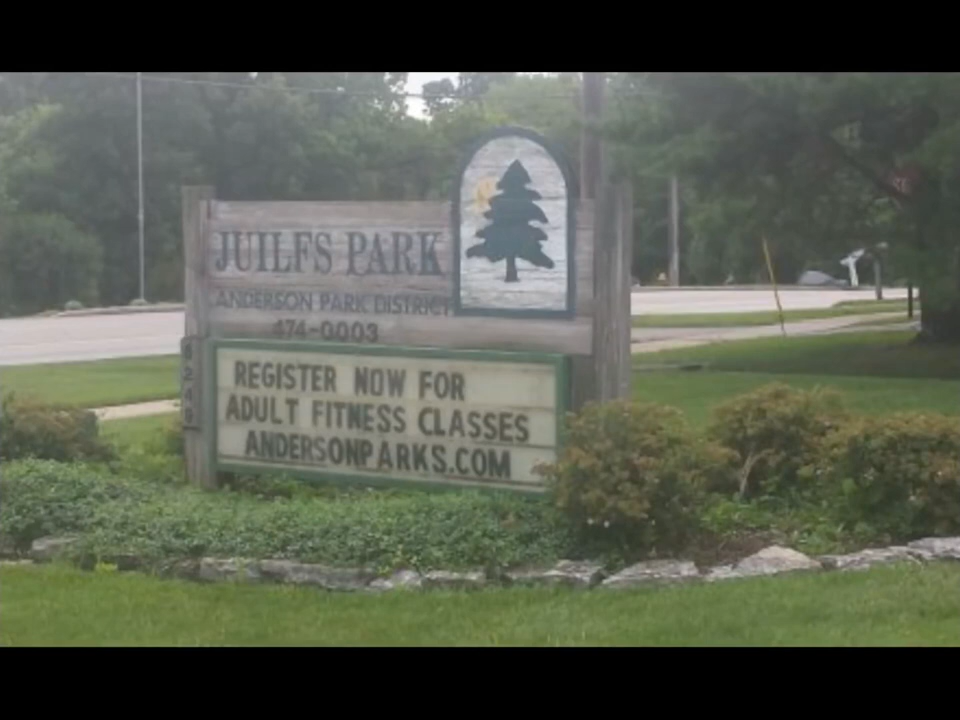 JUILFS PARK
ANDERSON PARK DISTRICT
474-0003
REGISTER NOW FOR
ADULT FITNESS CLASSES
ANDERSONPARKS.COM